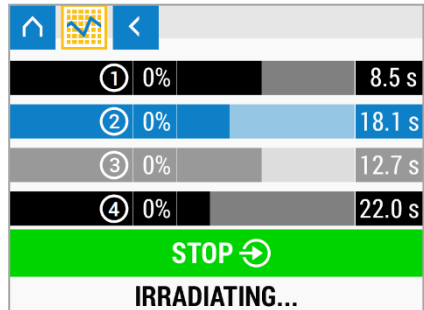 ① 0% 8.5 s
② 0% 18.1 s
③ 0% 12.7 s
④ 0% 22.0 s
STOP
IRRADIATING...